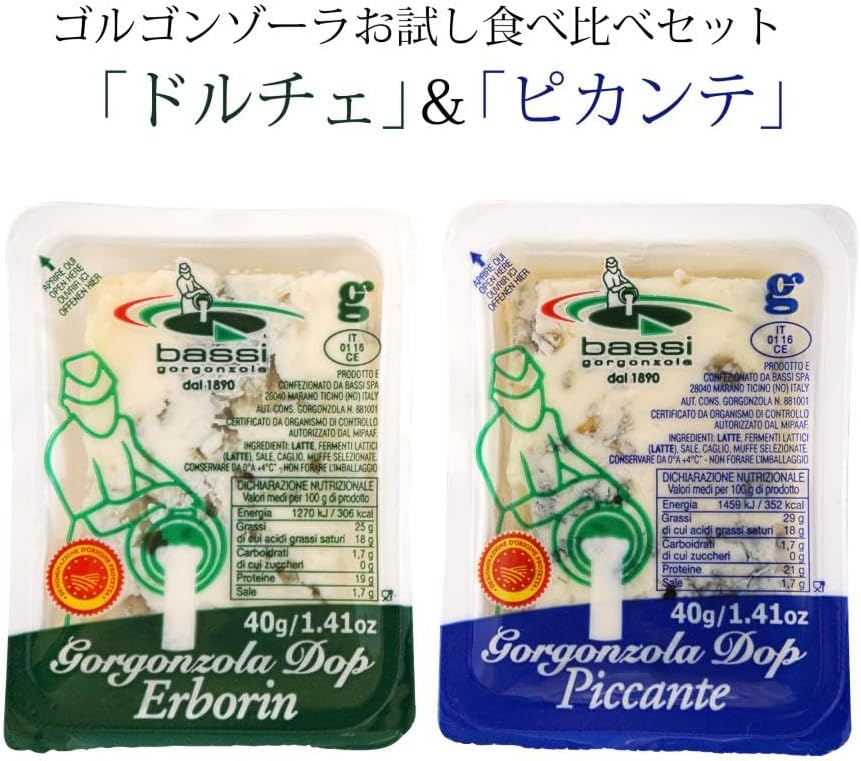 ゴルゴンゾーラお試し食べ比べセット
「ドルチェ」&「ピカンテ」
APRIRE QUI
OPEN HERE
OUVRIR ICI
OFFENEN HIER
g
bassi
gorgonzola
dal 1890
IT
01 16
CE
PRODOTTO E
CONFEZIONATO DA BASSI SPA
28040 MARANO TICINO (NO) ITALY
AUT. CONS. GORGONZOLA N. 881001
CERTIFICATO DA ORGANISMO DI CONTROLLO
AUTORIZZATO DAL MIPAAF.
INGREDIENTI: LATTE, FERMENTI LATTICI
(LATTE), SALE, CAGLIO, MUFFE SELEZIONATE.
CONSERVARE DA 0°A +4°C - NON FORARE L'IMBALLAGGIO
DICHIARAZIONE NUTRIZIONALE
Valori medi per 100 g di prodotto
Energia 1270 kJ / 306 kcal
Grassi 25 g
di cui acidi grassi saturi 18 g
Carboidrati 1,7 g
di cui zuccheri 0 g
Proteine 19 g
Sale 1,7 g
40g/1.41oz
Gorgonzola Dop
Erborin
APRIRE QUI
OPEN HERE
OUVRIR ICI
OFFENEN HIER
g
bassi
gorgonzola
dal 1890
IT
01 16
CE
PRODOTTO E
CONFEZIONATO DA BASSI SPA
28040 MARANO TICINO (NO) ITALY
AUT. CONS. GORGONZOLA N. 881001
CERTIFICATO DA ORGANISMO DI CONTROLLO
AUTORIZZATO DAL MIPAAF.
INGREDIENTI: LATTE, FERMENTI LATTICI
(LATTE), SALE, CAGLIO, MUFFE SELEZIONATE.
CONSERVARE DA 0°A +4°C - NON FORARE L'IMBALLAGGIO
DICHIARAZIONE NUTRIZIONALE
Valori medi per 100 g di prodotto
Energia 1459 kJ / 352 kcal
Grassi 29 g
di cui acidi grassi saturi 18 g
Carboidrati 1,7 g
di cui zuccheri 0 g
Proteine 21 g
Sale 1,7 g
40g/1.41oz
Gorgonzola Dop
Piccante